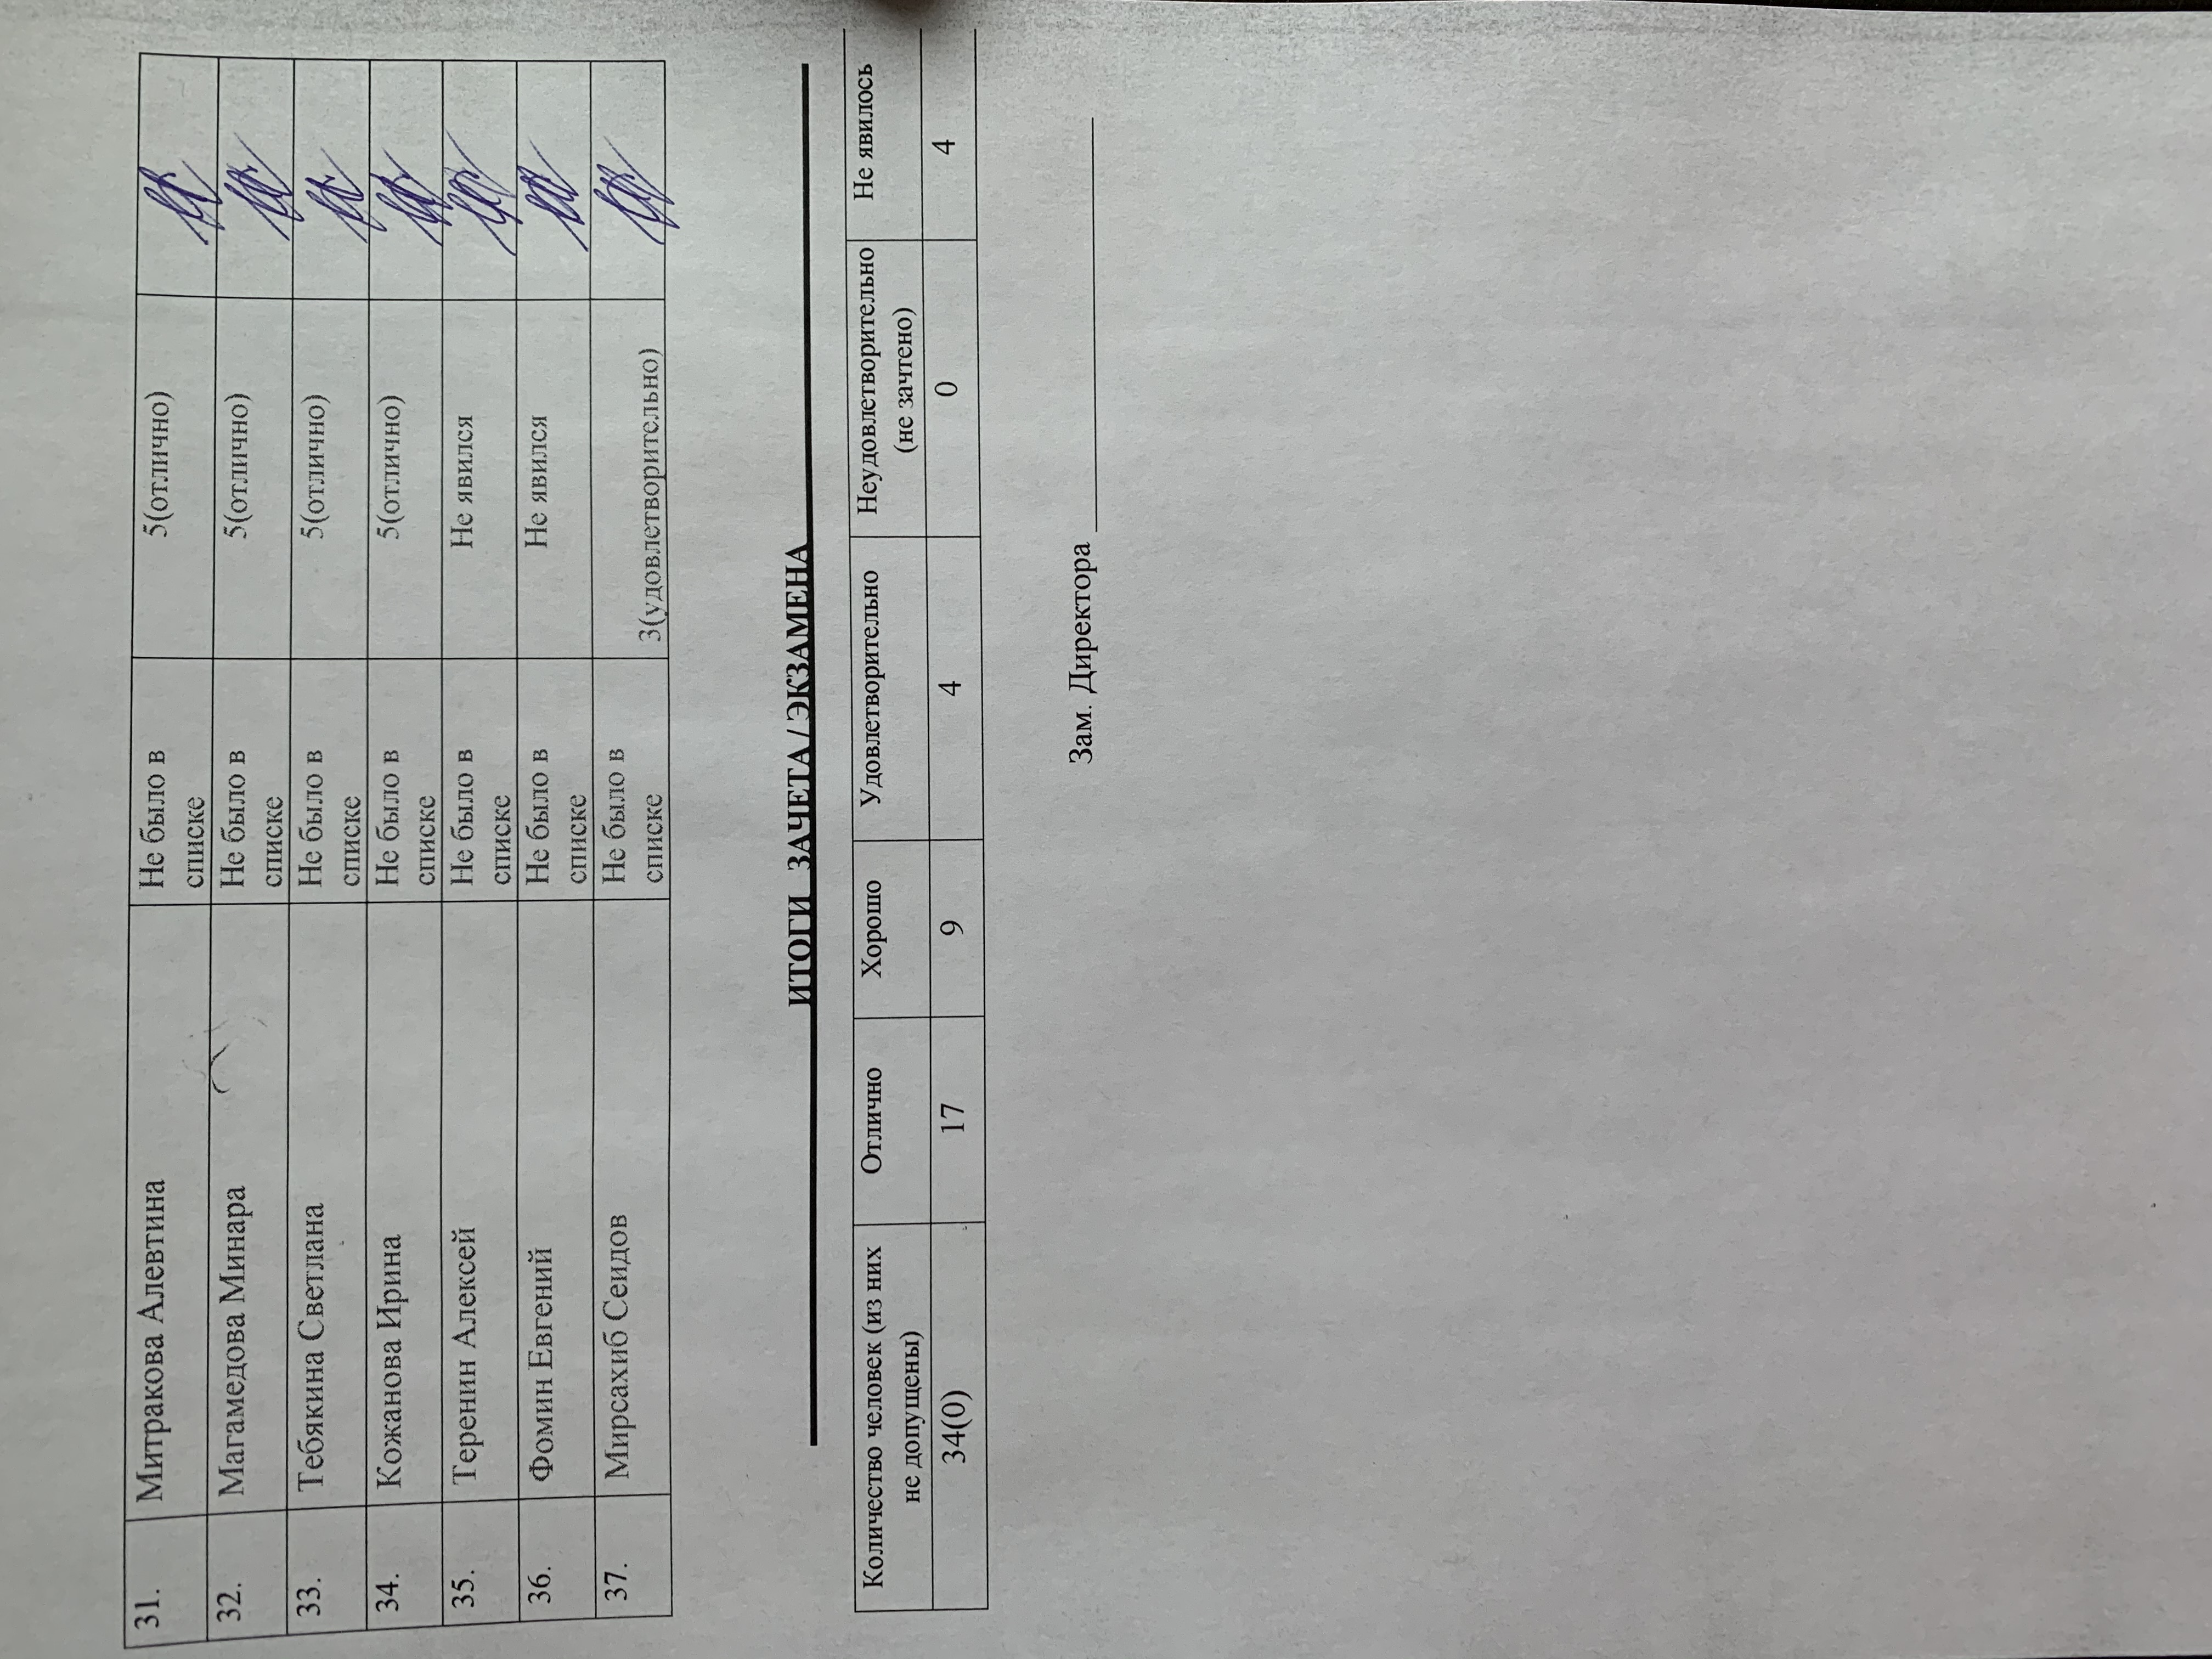 31. Митракова Алевтина Не было в 5(отлично)
списке
32. Магамедова Минара Не было в 5(отлично)
списке
33. Тебякина Светлана Не было в 5(отлично)
списке
34. Кожанова Ирина Не было в 5(отлично)
списке
35. Теренин Алексей Не было в Не явился
списке
36. Фомин Евгений Не было в Не явился
списке
37. Мирсахиб Сеидов Не было в
списке 3(удовлетворительно)
ИТОГИ ЗАЧЕТА / ЭКЗАМЕНА
Количество человек (из них Отлично Хорошо Удовлетворительно Неудовлетворительно Не явилось
не допущены) (не зачтено)
34(0) 17 9 4 0 4
Зам. Директора